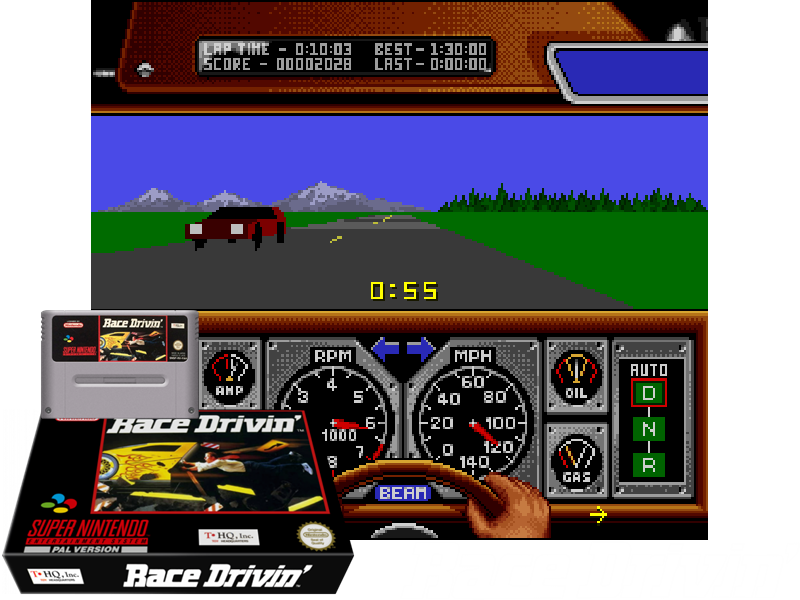 LAP TIME - 0:10:03 BEST- 1:30:00
SCORE - 00002028 LAST- 0:00:00
0:55
Race Drivin'
SUPER NINTENDO
RPM
MPH
AMP
OIL
AUTO
3 4 5 6 7 8
1000
0 20 40 60 80 100 120 140
D
N
R
GAS
BEAM
Race Drivin'
SUPER NINTENDO
ENTERTAINMENT SYSTEM
PAL VERSION
T•HQ, Inc.
Nintendo
T•HQ, Inc.
Race Drivin'